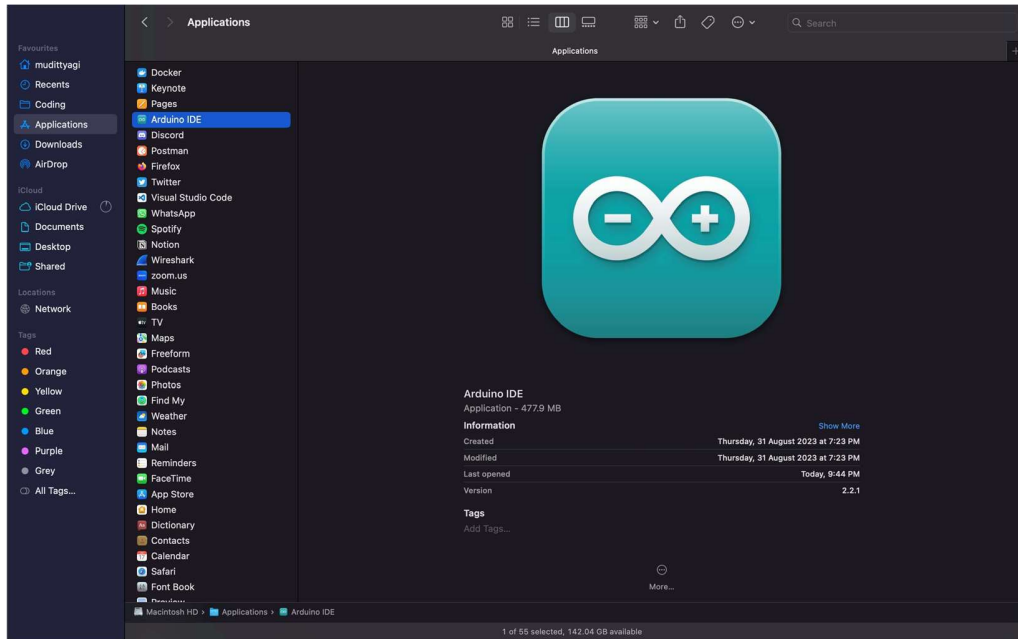 Applications
Search
Applications
Favourites
mudittyagi
Recents
Coding
Applications
Downloads
AirDrop
iCloud
iCloud Drive
Documents
Desktop
Shared
Locations
Network
Tags
Red
Orange
Yellow
Green
Blue
Purple
Grey
All Tags...
Docker
Keynote
Pages
Arduino IDE
Discord
Postman
Firefox
Twitter
Visual Studio Code
WhatsApp
Spotify
Notion
Wireshark
zoom.us
Music
Books
TV
Maps
Freeform
Podcasts
Photos
Find My
Weather
Notes
Mail
Reminders
FaceTime
App Store
Home
Dictionary
Contacts
Calendar
Safari
Font Book
Preview
Arduino IDE
Application - 477.9 MB
Information Show More
Created Thursday, 31 August 2023 at 7:23 PM
Modified Thursday, 31 August 2023 at 7:23 PM
Last opened Today, 9:44 PM
Version 2.2.1
Tags
Add Tags...
More...
Macintosh HD › Applications › Arduino IDE
1 of 55 selected, 142.04 GB available